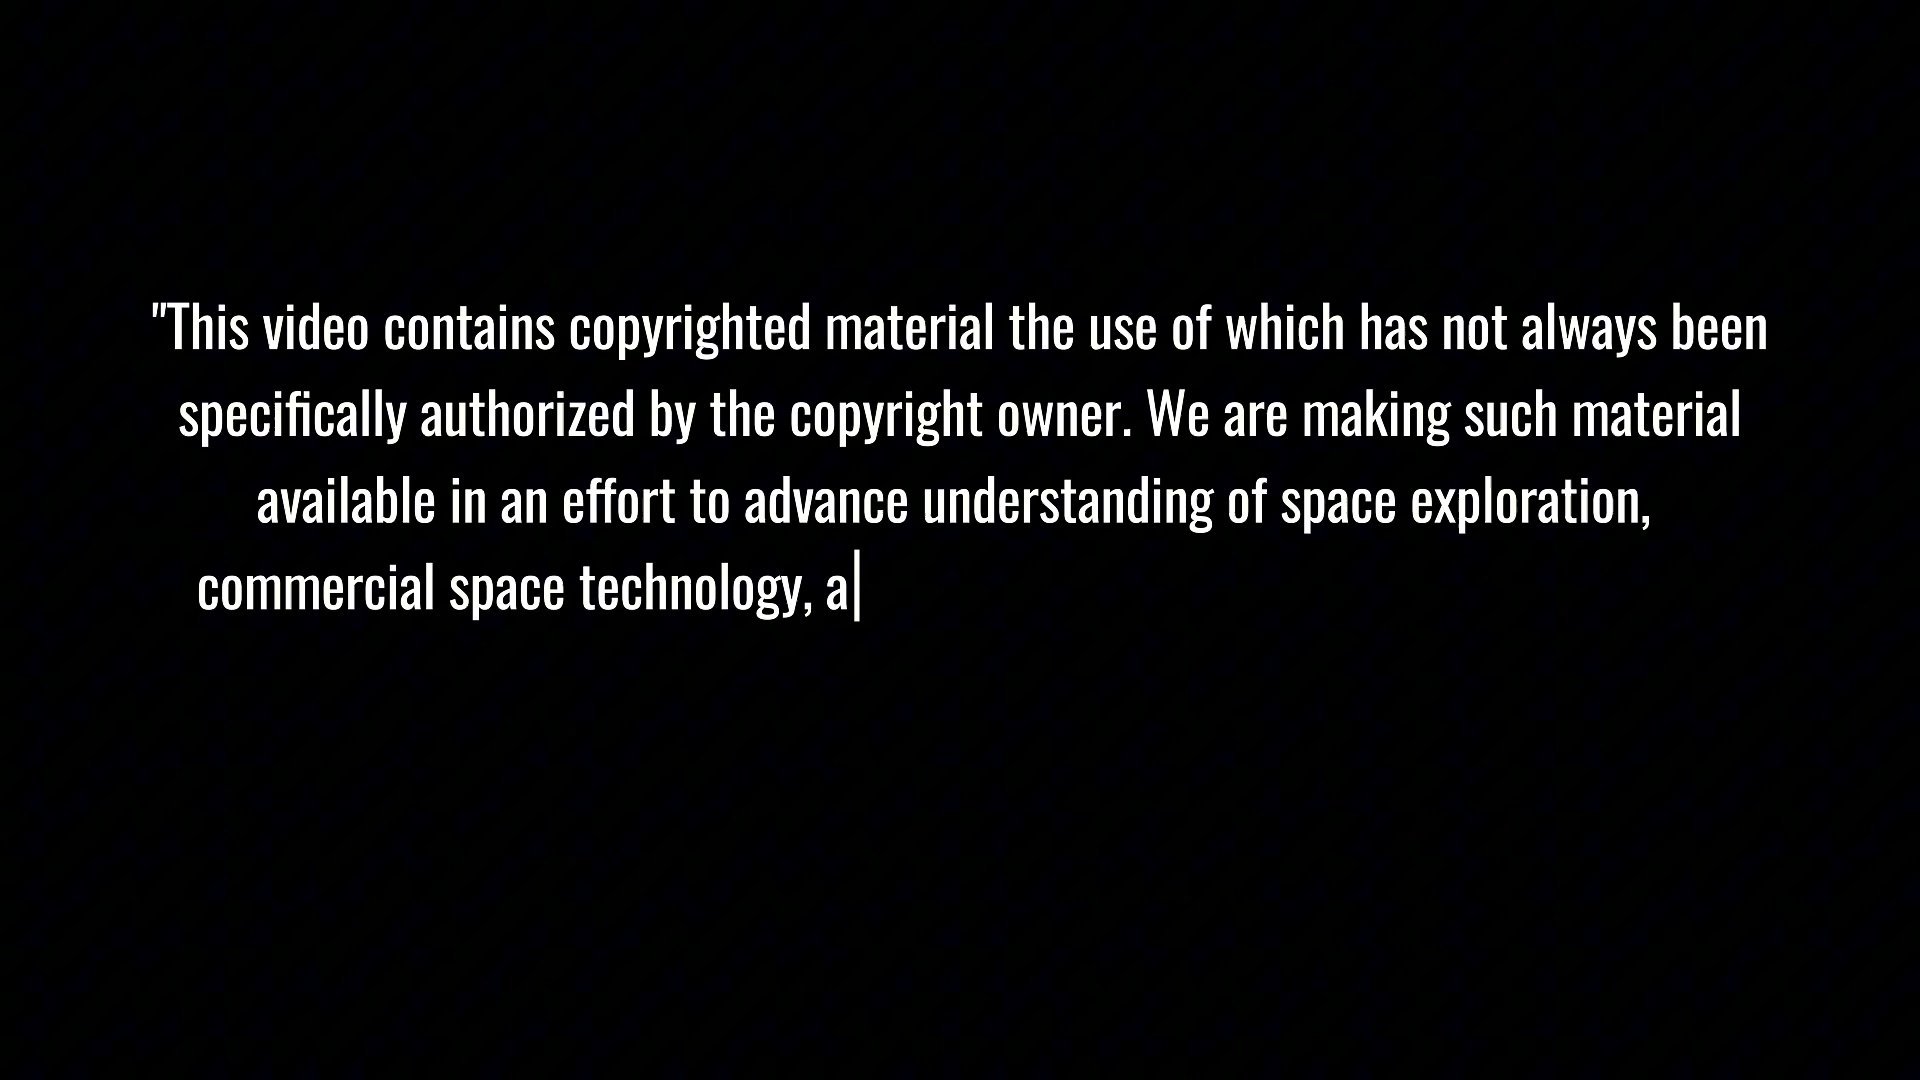 "This video contains copyrighted material the use of which has not always been
specifically authorized by the copyright owner. We are making such material
available in an effort to advance understanding of space exploration,
commercial space technology, a